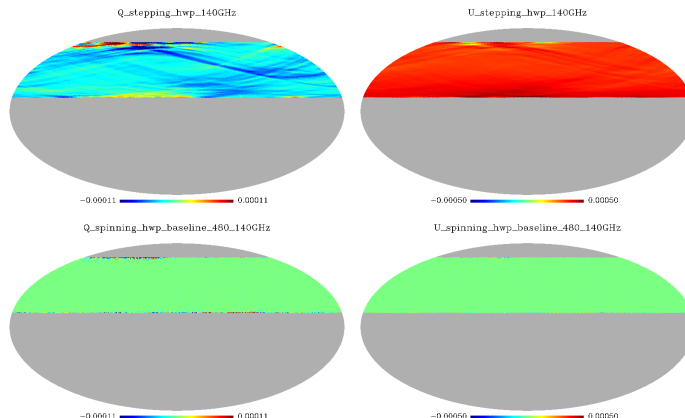 Q_stepping_hwp_140GHz
U_stepping_hwp_140GHz
−0.00011 0.00011
−0.00050 0.00050
Q_spinning_hwp_baseline_480_140GHz
U_spinning_hwp_baseline_480_140GHz
−0.00011 0.00011
−0.00050 0.00050